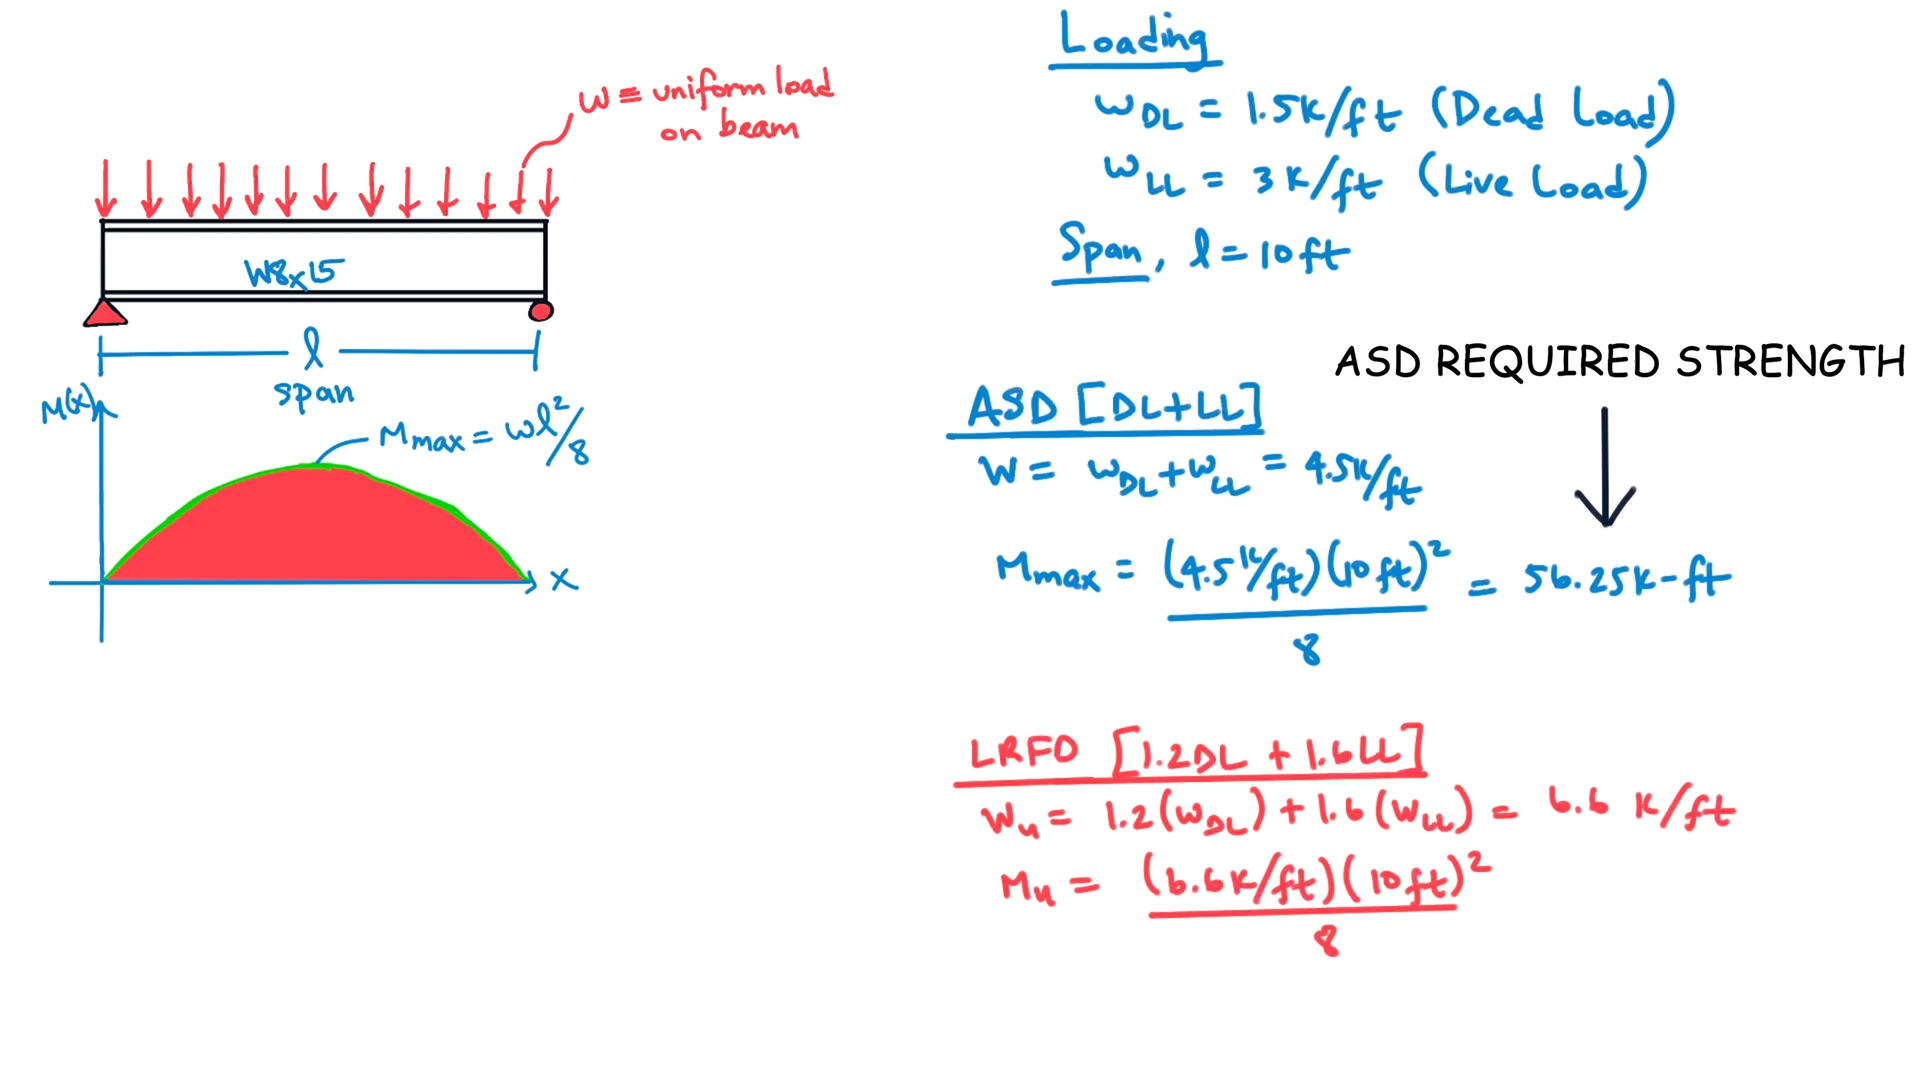 w ≡ uniform load
on beam
W8x15
l
span
M(x)
Mmax = wl²/8
x
Loading
wDL = 1.5k/ft (Dead Load)
wLL = 3k/ft (Live Load)
Span, l = 10ft
ASD REQUIRED STRENGTH
ASD [DL+LL]
W = wDL+wLL = 4.5k/ft
Mmax = (4.5k/ft)(10ft)² = 56.25k-ft
8
LRFD [1.2DL + 1.6LL]
Wu = 1.2(wDL) + 1.6(wLL) = 6.6 k/ft
Mu = (6.6k/ft)(10ft)²
8